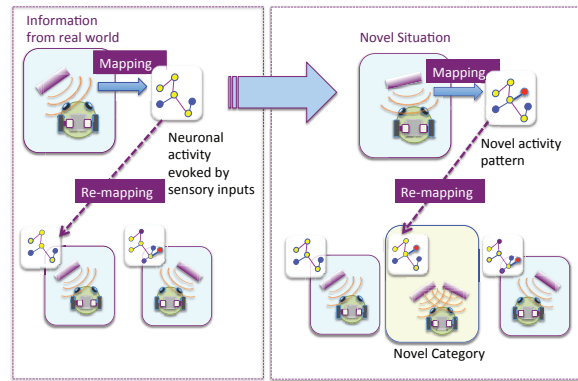 Information
from real world
Mapping
Neuronal
activity
evoked by
sensory inputs
Re-mapping
Novel Situation
Mapping
Novel activity
pattern
Re-mapping
Novel Category